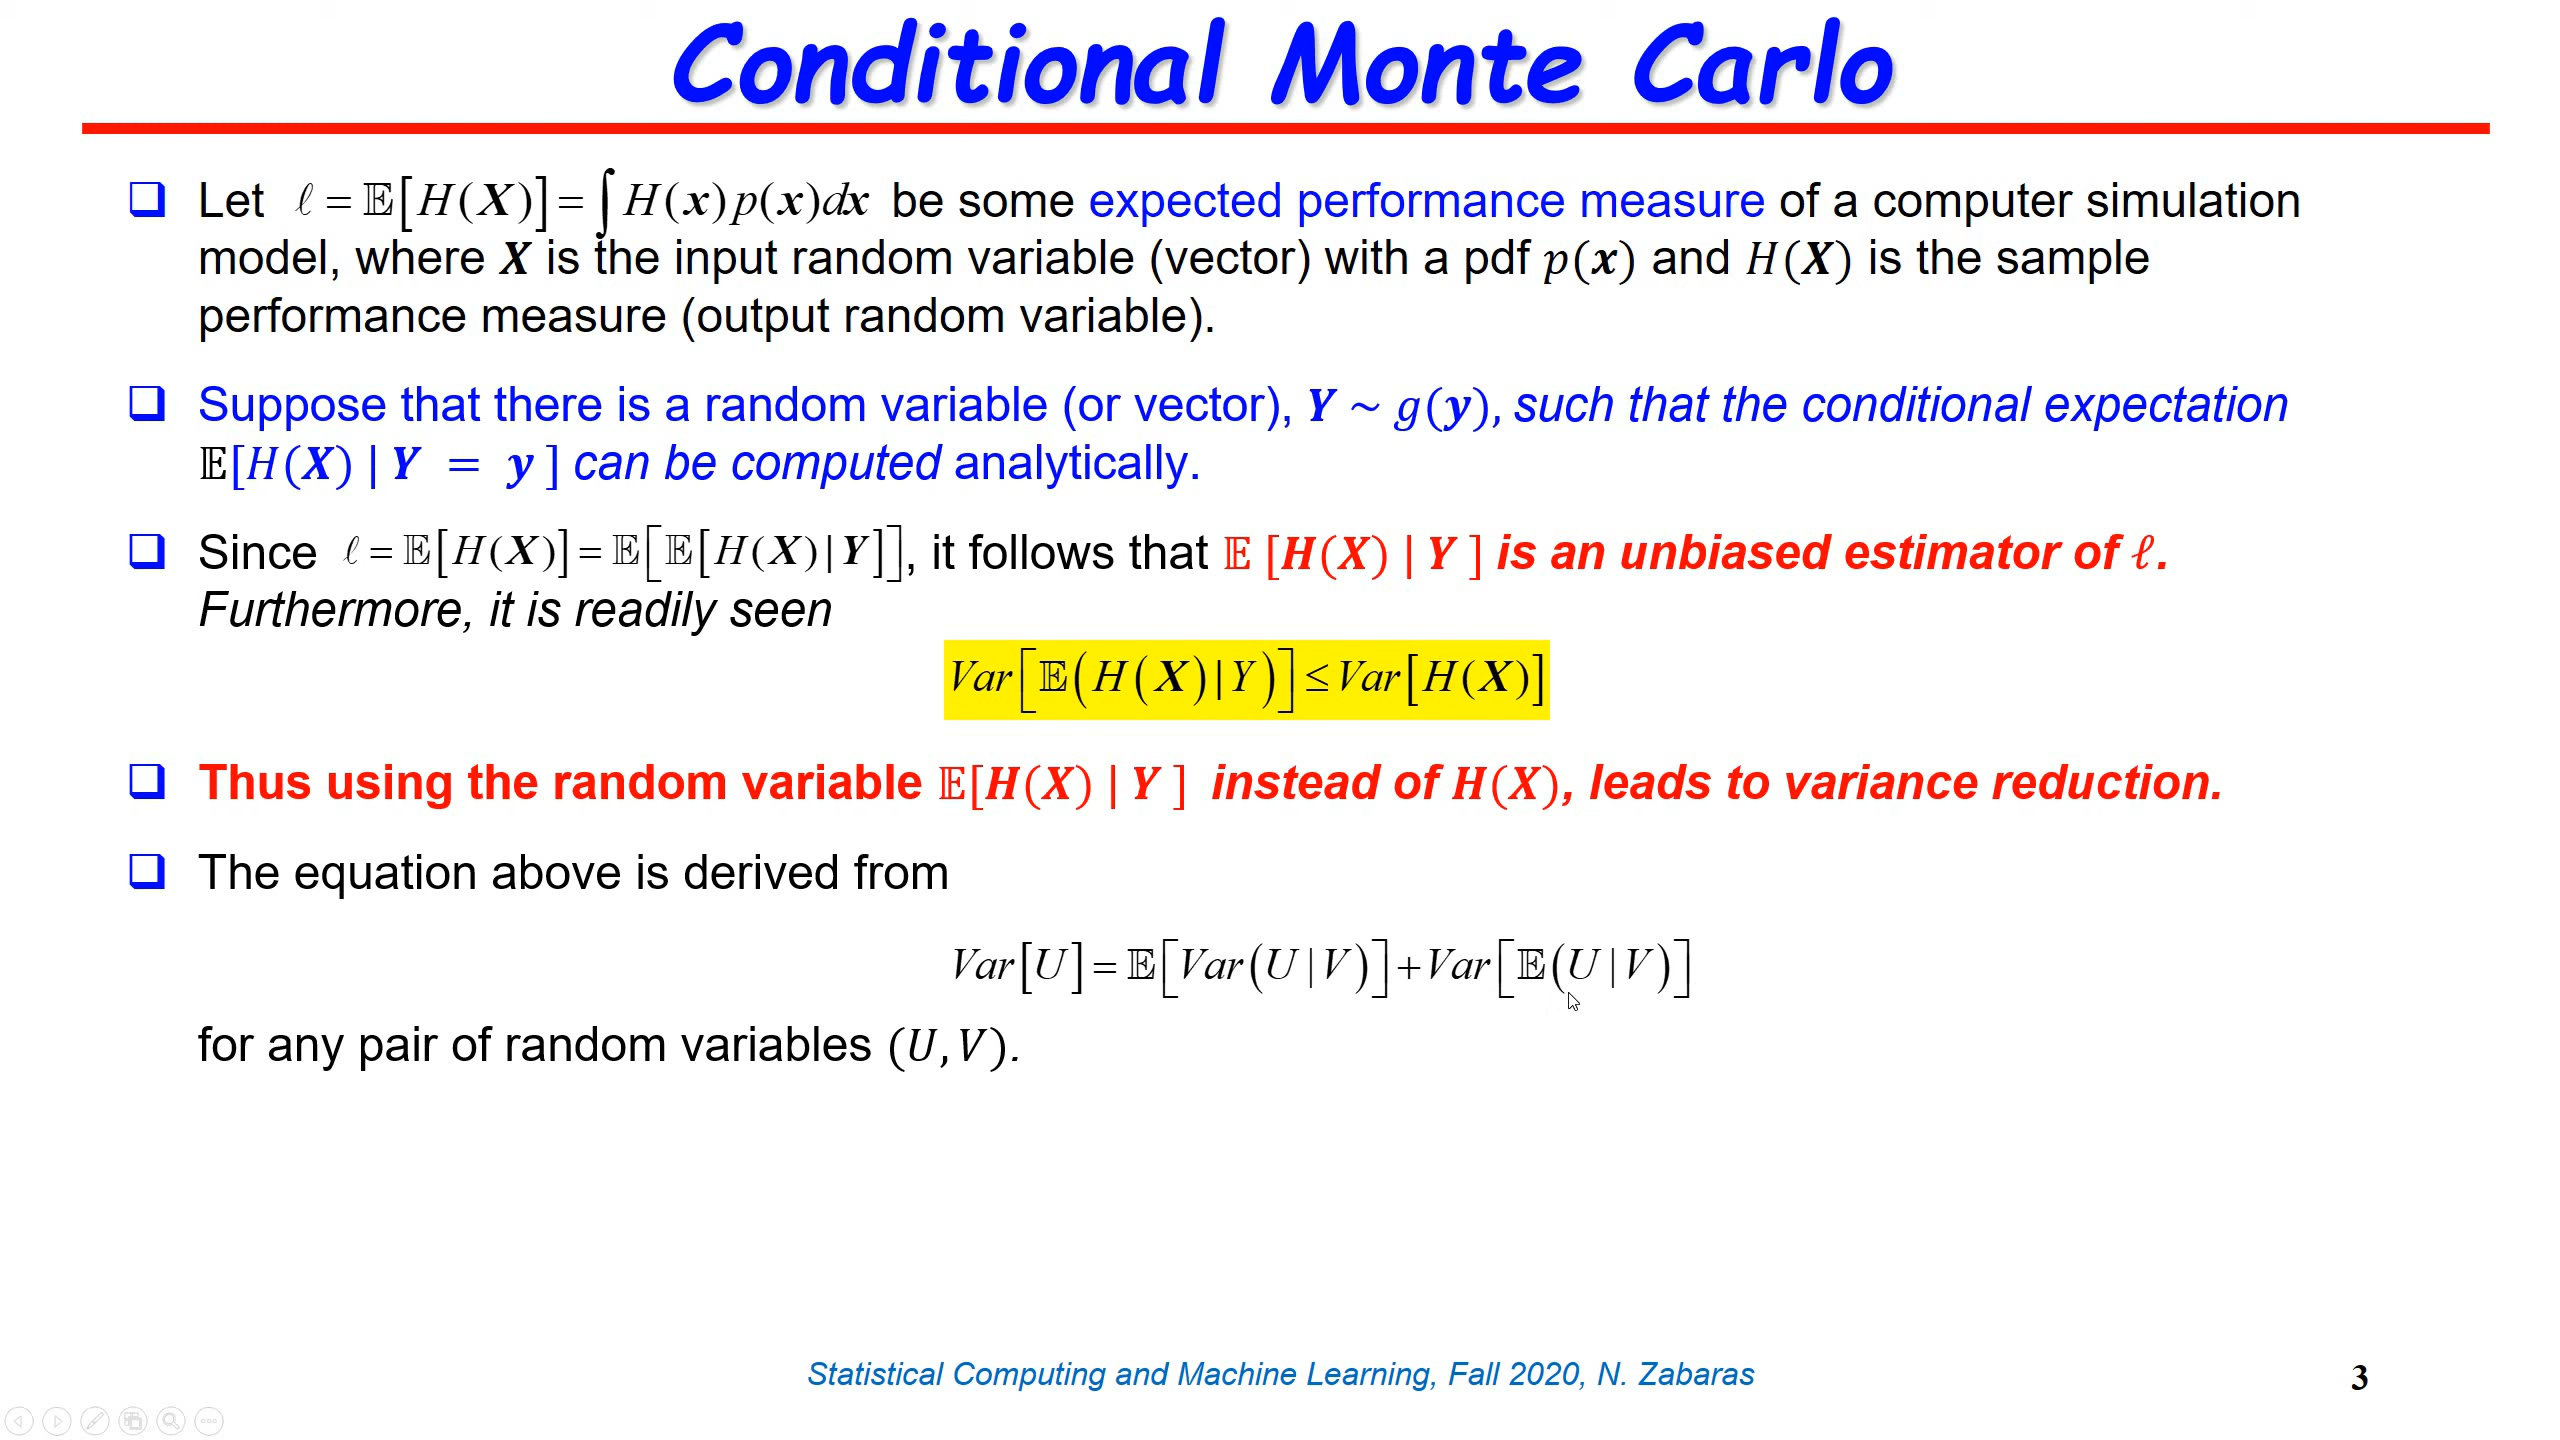 Conditional Monte Carlo
❑ Let ℓ = 𝔼[H(X)] = ∫ H(x)p(x)dx be some expected performance measure of a computer simulation
model, where X is the input random variable (vector) with a pdf p(x) and H(X) is the sample
performance measure (output random variable).
❑ Suppose that there is a random variable (or vector), Y ~ g(y), such that the conditional expectation
𝔼[H(X) | Y = y ] can be computed analytically.
❑ Since ℓ = 𝔼[H(X)] = 𝔼[𝔼[H(X) | Y]], it follows that 𝔼 [H(X) | Y ] is an unbiased estimator of ℓ.
Furthermore, it is readily seen
Var[𝔼(H(X) | Y)] ≤ Var[H(X)]
❑ Thus using the random variable 𝔼[H(X) | Y ] instead of H(X), leads to variance reduction.
❑ The equation above is derived from
Var[U] = 𝔼[Var(U | V)] + Var[𝔼(U | V)]
for any pair of random variables (U, V).
Statistical Computing and Machine Learning, Fall 2020, N. Zabaras
3